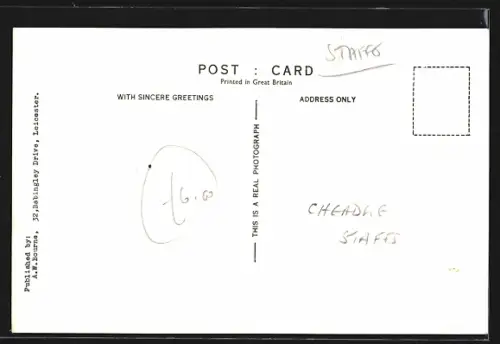 STAFFS
POST : CARD
Printed in Great Britain
WITH SINCERE GREETINGS
ADDRESS ONLY
THIS IS A REAL PHOTOGRAPH
Published by:
A.W.Bourne, 32,Babingley Drive, Leicester.
£6.00
CHEADLE
STAFFS